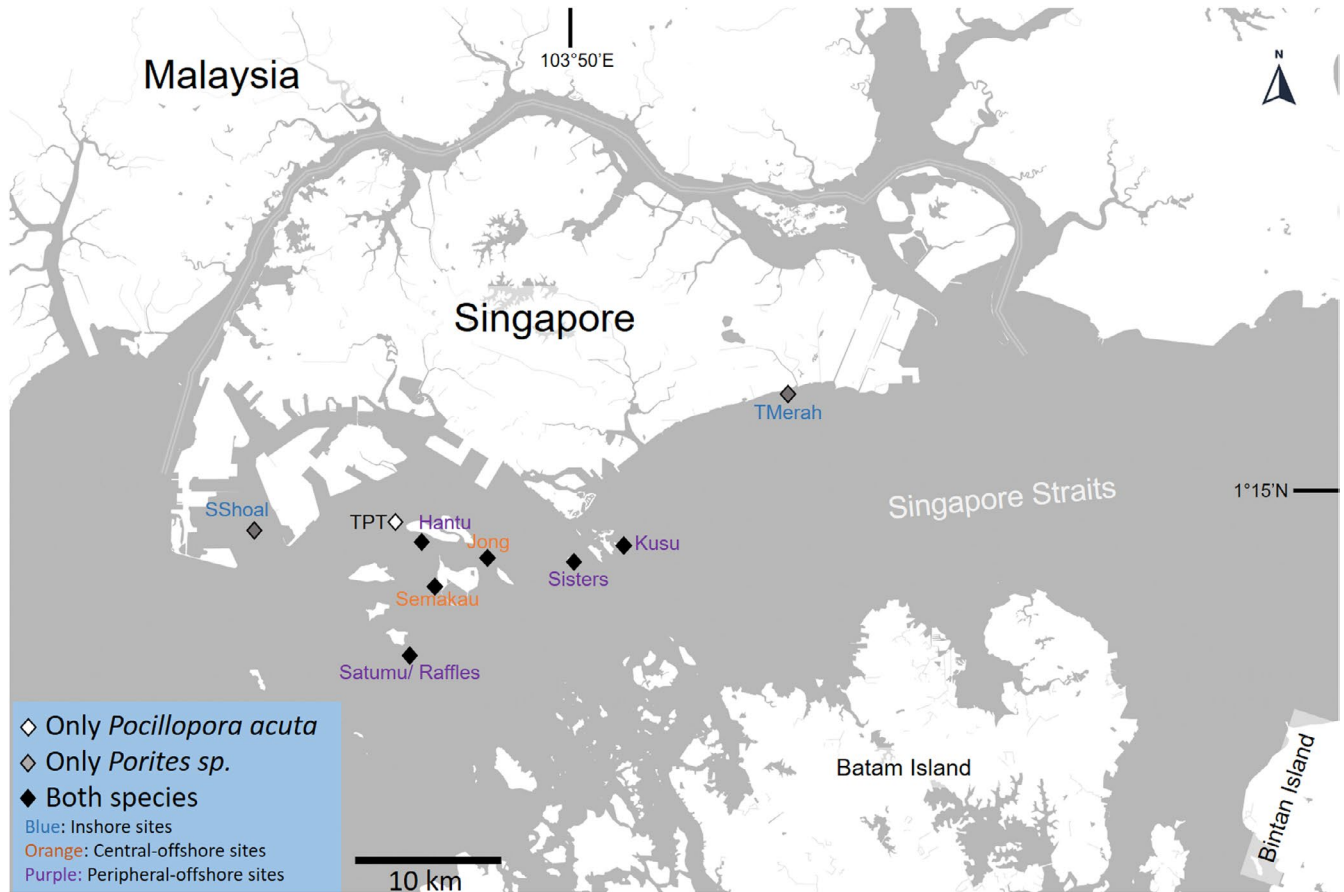 103°50'E
N
Malaysia
Singapore
TMerah
1°15'N
Singapore Straits
SShoal
TPT
Hantu
Jong
Kusu
Sisters
Semakau
Satumu/ Raffles
Only Pocillopora acuta
Only Porites sp.
Both species
Blue: Inshore sites
Orange: Central-offshore sites
Purple: Peripheral-offshore sites
10 km
Batam Island
Bintan Island